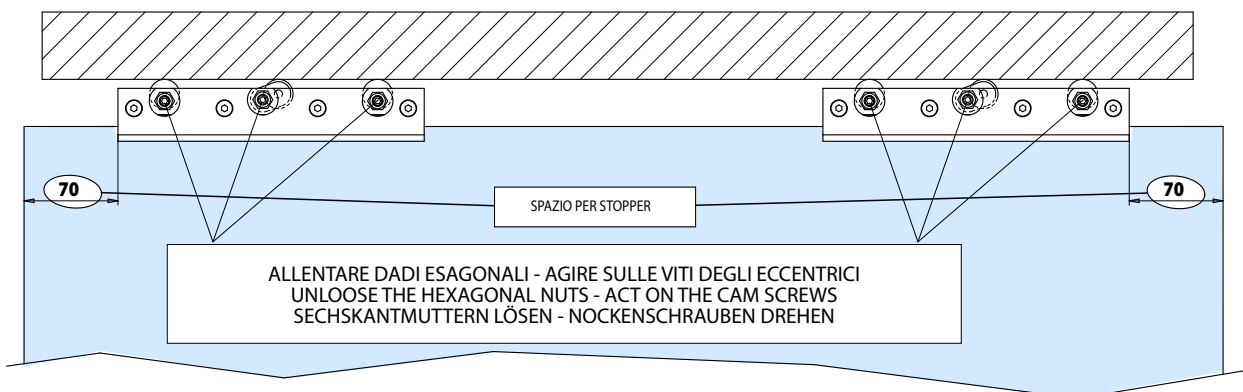 70
SPAZIO PER STOPPER
70
ALLENTARE DADI ESAGONALI - AGIRE SULLE VITI DEGLI ECCENTRICI
UNLOOSE THE HEXAGONAL NUTS - ACT ON THE CAM SCREWS
SECHSKANTMUTTERN LÖSEN - NOCKENSCHRAUBEN DREHEN